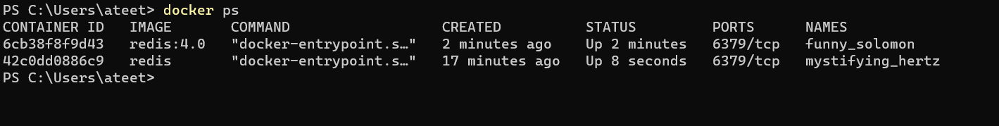 PS C:\Users\ateet> docker ps
CONTAINER ID   IMAGE       COMMAND                  CREATED          STATUS         PORTS      NAMES
6cb38f8f9d43   redis:4.0   "docker-entrypoint.s…"   2 minutes ago    Up 2 minutes   6379/tcp   funny_solomon
42c0dd0886c9   redis       "docker-entrypoint.s…"   17 minutes ago   Up 8 seconds   6379/tcp   mystifying_hertz
PS C:\Users\ateet>